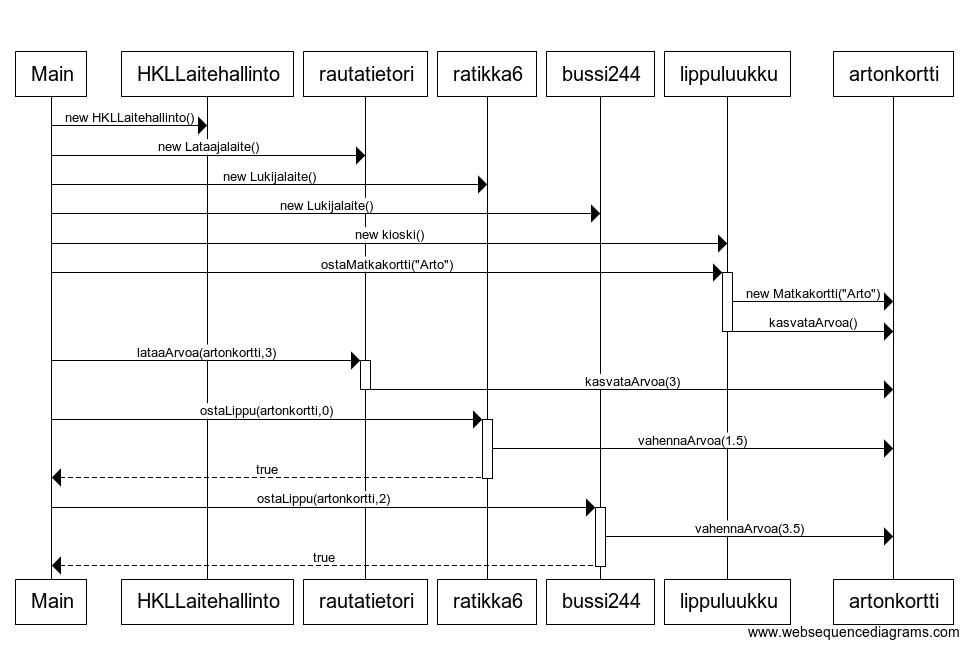 Main HKLLaitehallinto rautatietori ratikka6 bussi244 lippuluukku artonkortti
new HKLLaitehallinto()
new Lataajalaite()
new Lukijalaite()
new Lukijalaite()
new kioski()
ostaMatkakortti("Arto")
new Matkakortti("Arto")
kasvataArvoa()
lataaArvoa(artonkortti,3)
kasvataArvoa(3)
ostaLippu(artonkortti,0)
vahennaArvoa(1.5)
true
ostaLippu(artonkortti,2)
vahennaArvoa(3.5)
true
Main HKLLaitehallinto rautatietori ratikka6 bussi244 lippuluukku artonkortti
www.websequencediagrams.com